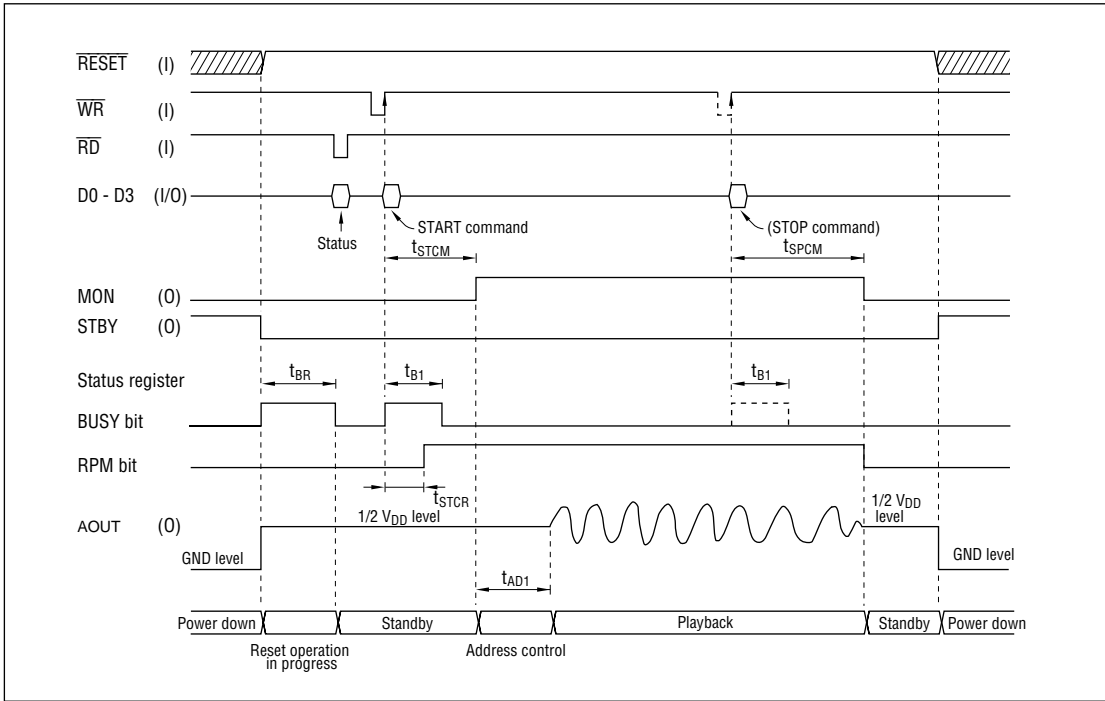 RESET (I)
WR (I)
RD (I)
D0 - D3 (I/O)
Status
START command
(STOP command)
tSTCM
tSPCM
MON (O)
STBY (O)
Status register
tBR
tB1
tB1
BUSY bit
RPM bit
tSTCR
AOUT (O)
1/2 VDD level
1/2 VDD
level
GND level
GND level
tAD1
Power down
Standby
Playback
Standby
Power down
Reset operation
in progress
Address control